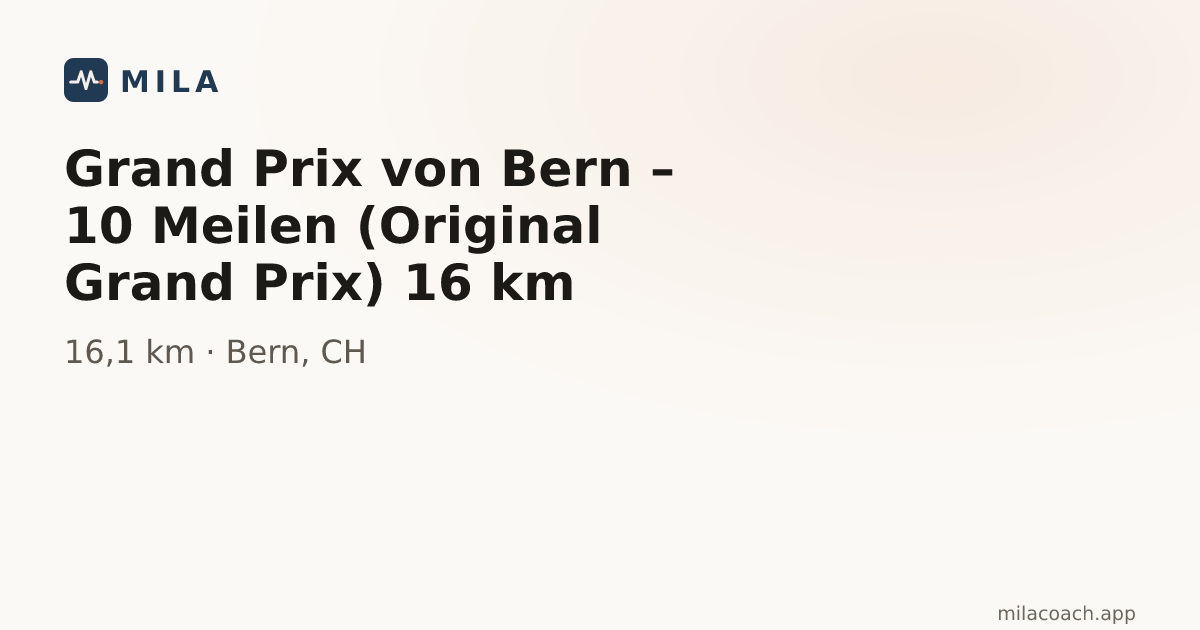 MILA
Grand Prix von Bern –
10 Meilen (Original
Grand Prix) 16 km
16,1 km · Bern, CH
milacoach.app